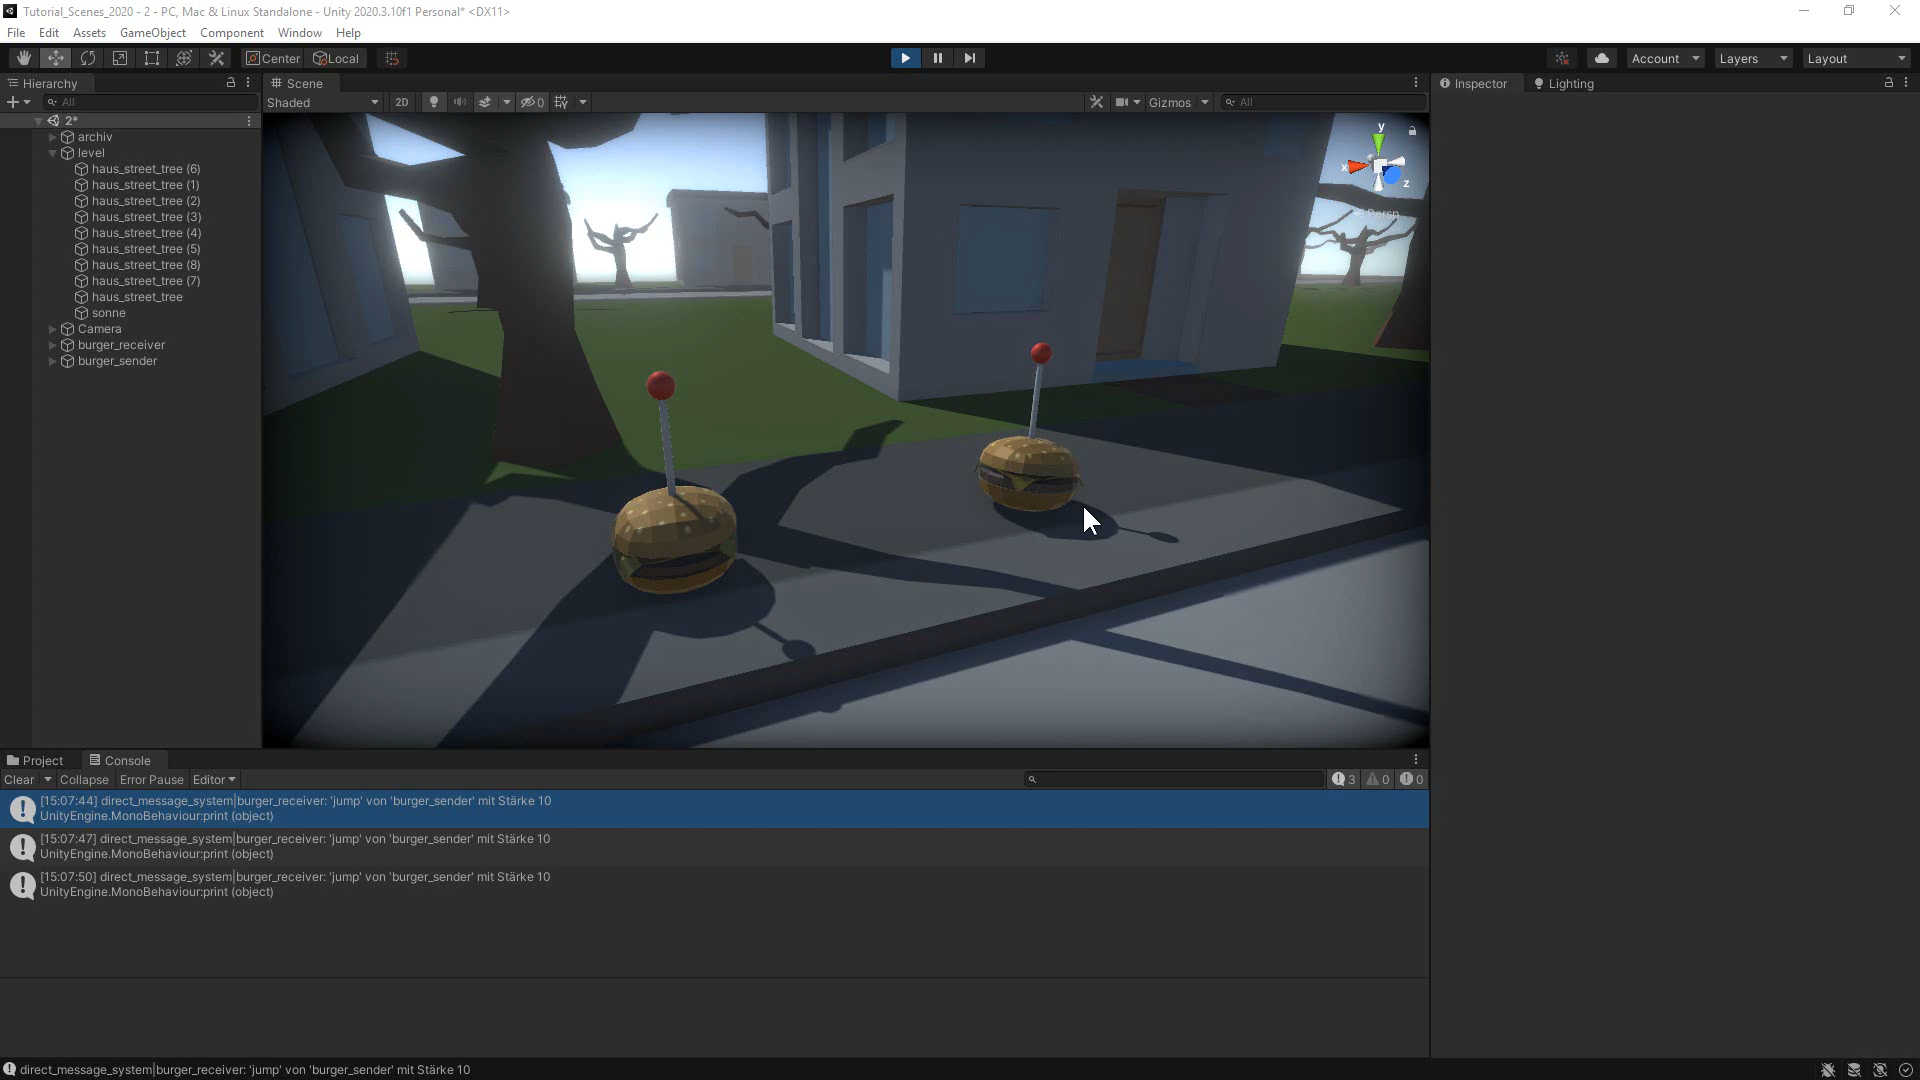 Tutorial_Scenes_2020 - 2 - PC, Mac & Linux Standalone - Unity 2020.3.10f1 Personal* <DX11>
File Edit Assets GameObject Component Window Help
Center Local Account Layers Layout
Hierarchy
All
2*
archiv
level
haus_street_tree (6)
haus_street_tree (1)
haus_street_tree (2)
haus_street_tree (3)
haus_street_tree (4)
haus_street_tree (5)
haus_street_tree (8)
haus_street_tree (7)
haus_street_tree
sonne
Camera
burger_receiver
burger_sender
Scene
Shaded 2D 0 Gizmos All
y
x
z
Persp
Inspector Lighting
Project Console
Clear Collapse Error Pause Editor 3 0 0
[15:07:44] direct_message_system|burger_receiver: 'jump' von 'burger_sender' mit Stärke 10
UnityEngine.MonoBehaviour:print (object)
[15:07:47] direct_message_system|burger_receiver: 'jump' von 'burger_sender' mit Stärke 10
UnityEngine.MonoBehaviour:print (object)
[15:07:50] direct_message_system|burger_receiver: 'jump' von 'burger_sender' mit Stärke 10
UnityEngine.MonoBehaviour:print (object)
direct_message_system|burger_receiver: 'jump' von 'burger_sender' mit Stärke 10